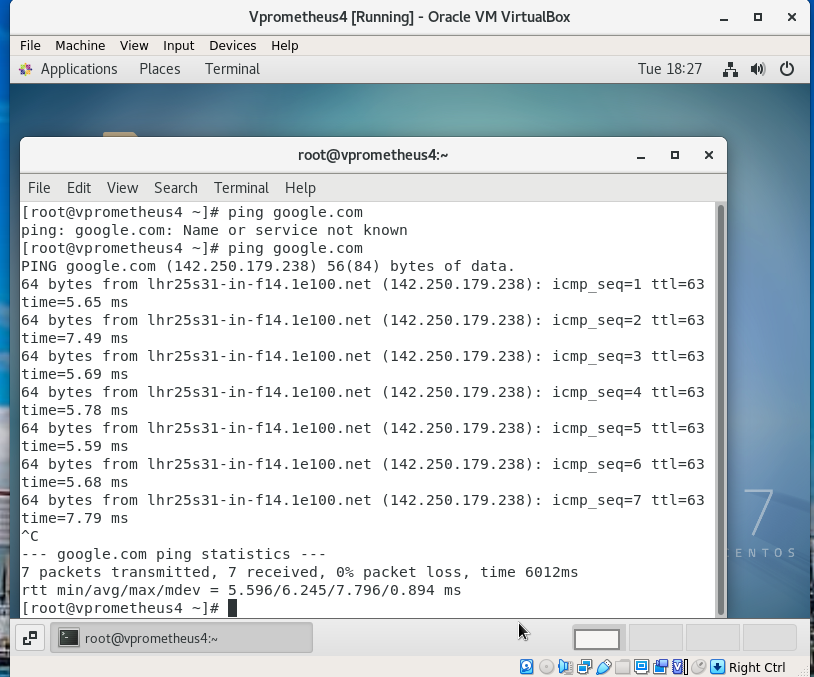 Vprometheus4 [Running] - Oracle VM VirtualBox
File Machine View Input Devices Help
Applications Places Terminal Tue 18:27
root@vprometheus4:~
File Edit View Search Terminal Help
[root@vprometheus4 ~]# ping google.com
ping: google.com: Name or service not known
[root@vprometheus4 ~]# ping google.com
PING google.com (142.250.179.238) 56(84) bytes of data.
64 bytes from lhr25s31-in-f14.1e100.net (142.250.179.238): icmp_seq=1 ttl=63
time=5.65 ms
64 bytes from lhr25s31-in-f14.1e100.net (142.250.179.238): icmp_seq=2 ttl=63
time=7.49 ms
64 bytes from lhr25s31-in-f14.1e100.net (142.250.179.238): icmp_seq=3 ttl=63
time=5.69 ms
64 bytes from lhr25s31-in-f14.1e100.net (142.250.179.238): icmp_seq=4 ttl=63
time=5.78 ms
64 bytes from lhr25s31-in-f14.1e100.net (142.250.179.238): icmp_seq=5 ttl=63
time=5.59 ms
64 bytes from lhr25s31-in-f14.1e100.net (142.250.179.238): icmp_seq=6 ttl=63
time=5.68 ms
64 bytes from lhr25s31-in-f14.1e100.net (142.250.179.238): icmp_seq=7 ttl=63
time=7.79 ms
^C
--- google.com ping statistics ---
7 packets transmitted, 7 received, 0% packet loss, time 6012ms
rtt min/avg/max/mdev = 5.596/6.245/7.796/0.894 ms
[root@vprometheus4 ~]#
7
ENTOS
root@vprometheus4:~
Right Ctrl